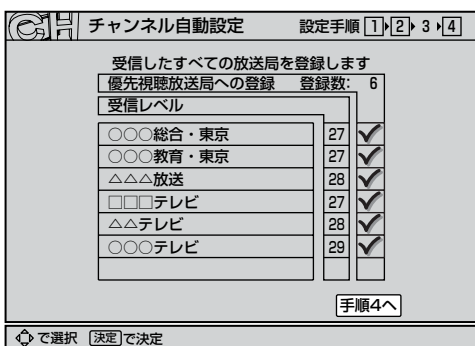 CH チャンネル自動設定 設定手順 1 2 3 4
受信したすべての放送局を登録します
優先視聴放送局への登録 登録数: 6
受信レベル
○○○総合・東京 27
○○○教育・東京 27
△△△放送 28
□□□テレビ 27
△△テレビ 28
○○○テレビ 29
手順4へ
で選択 決定で決定